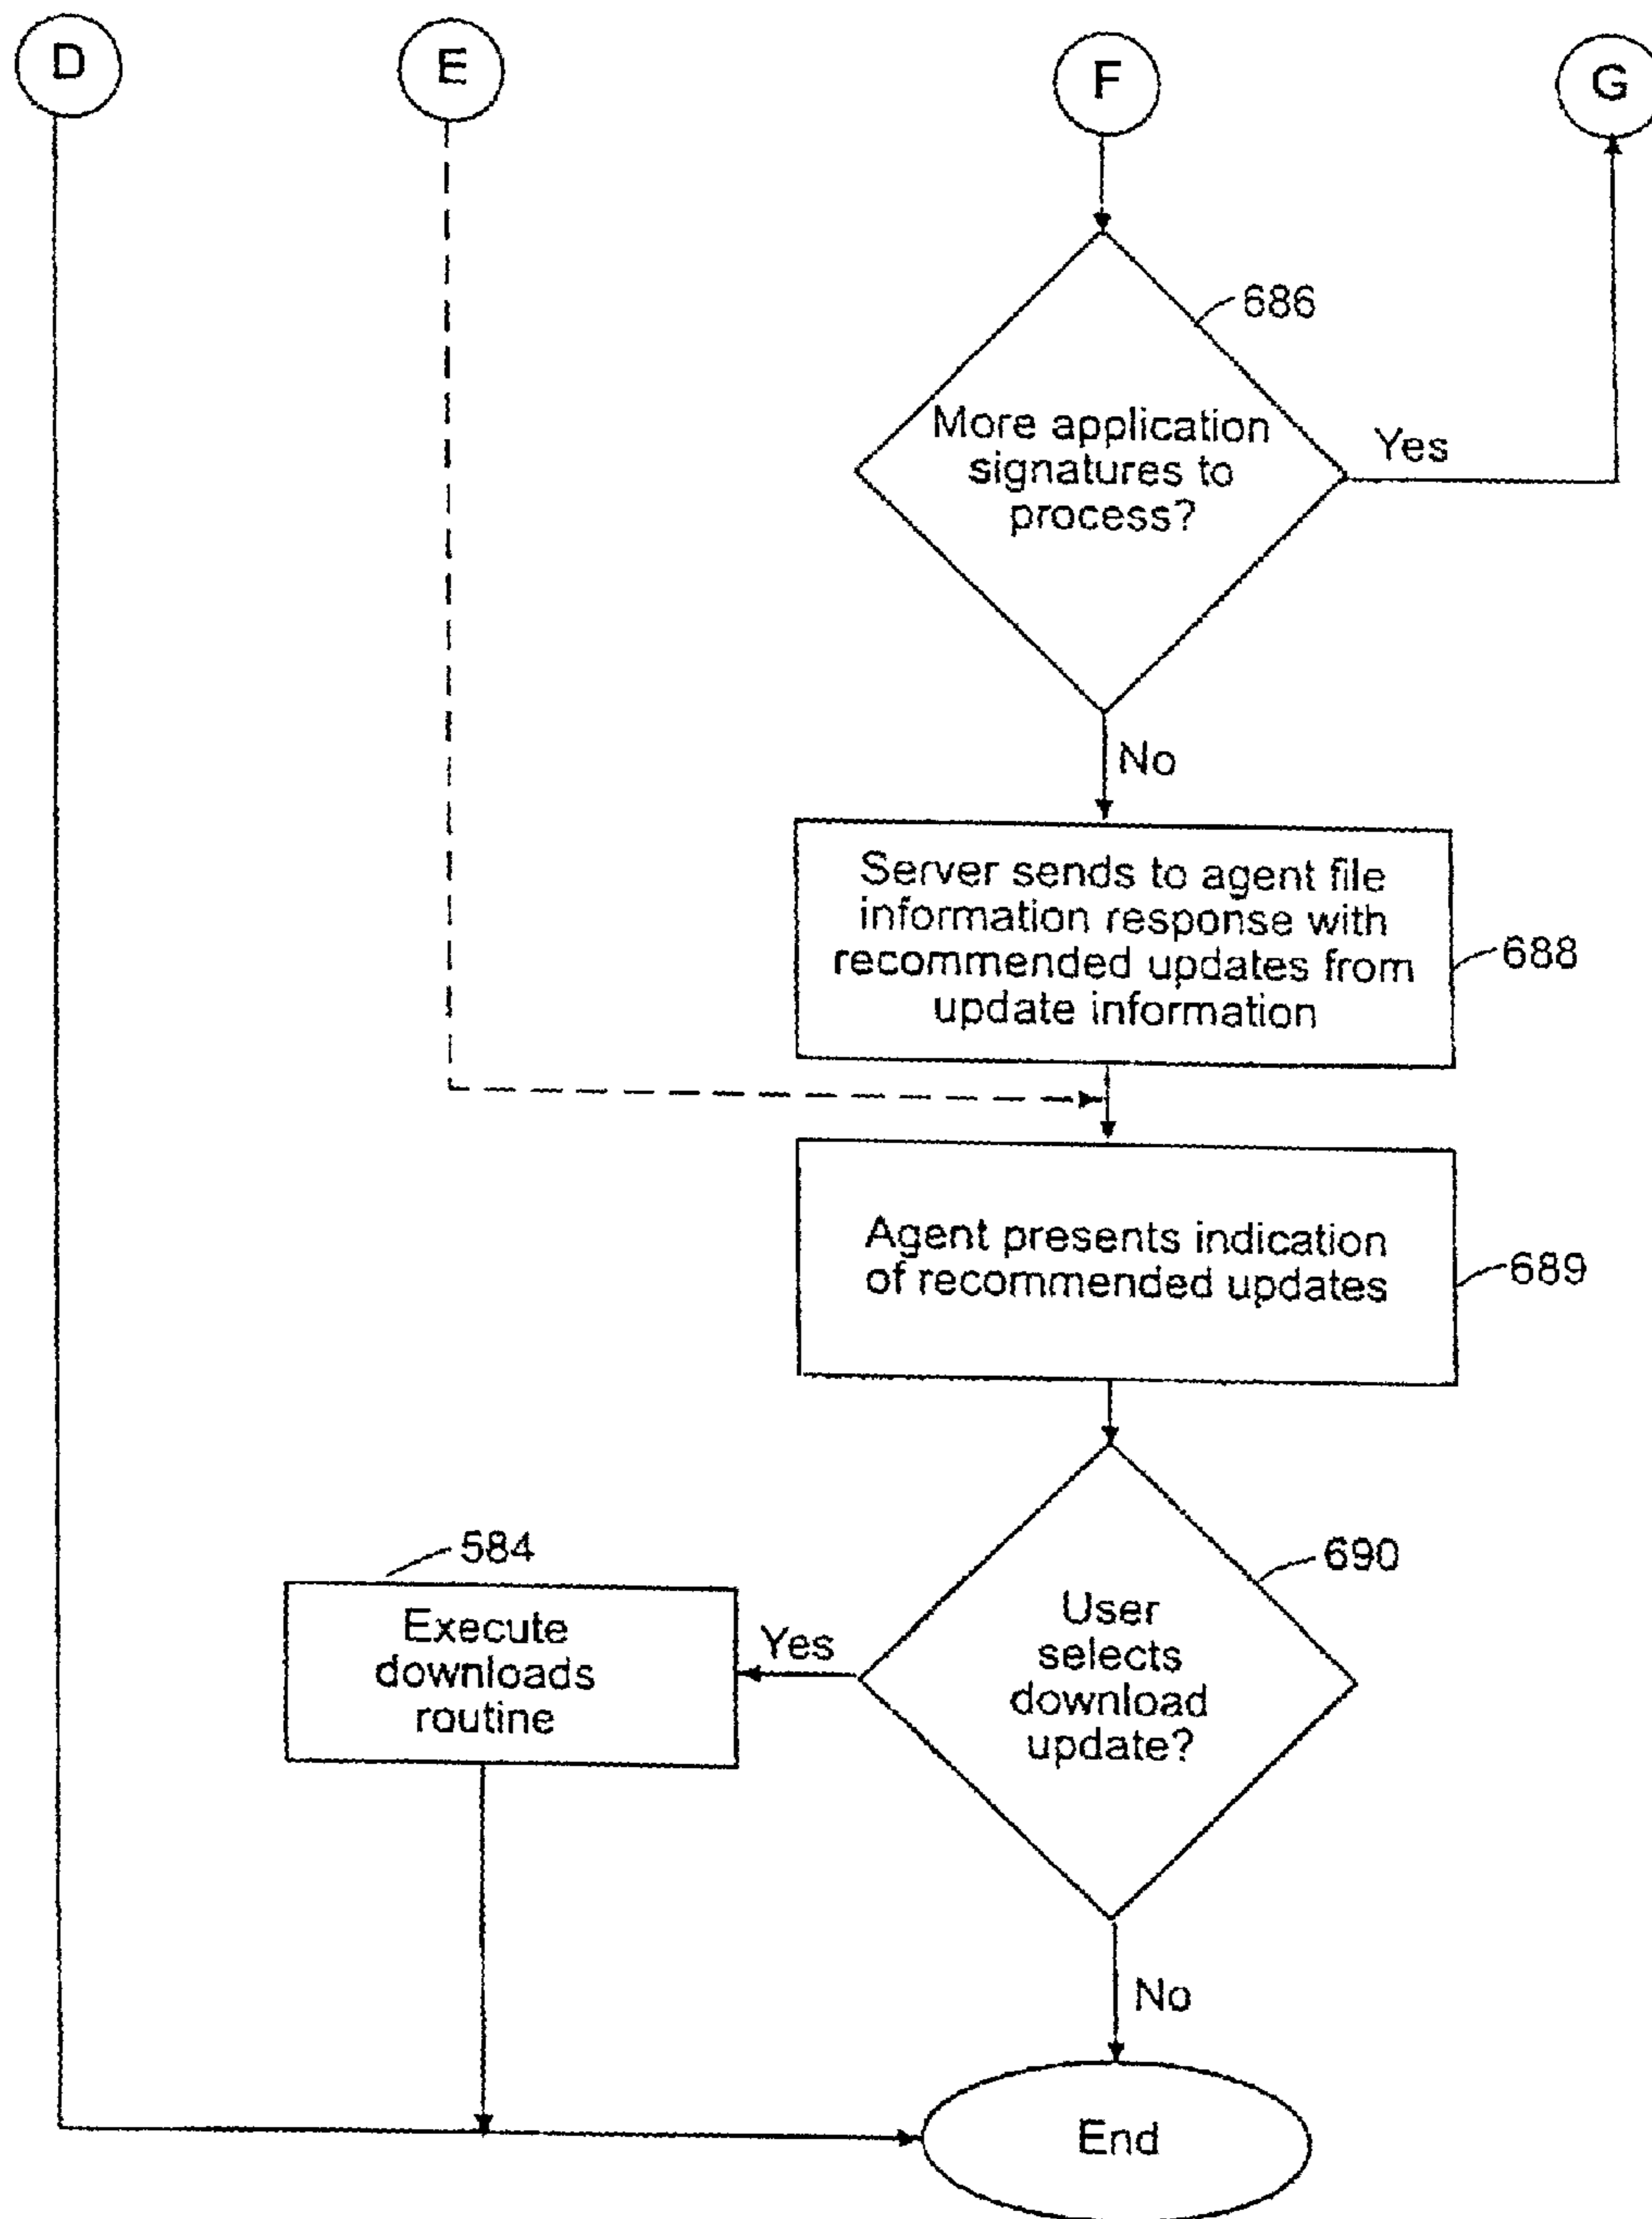 D
E
F
G
686
More application
signatures to
process?
Yes
No
Server sends to agent file
information response with
recommended updates from
update information
688
Agent presents indication
of recommended updates
689
584
Execute
downloads
routine
Yes
690
User
selects
download
update?
No
End